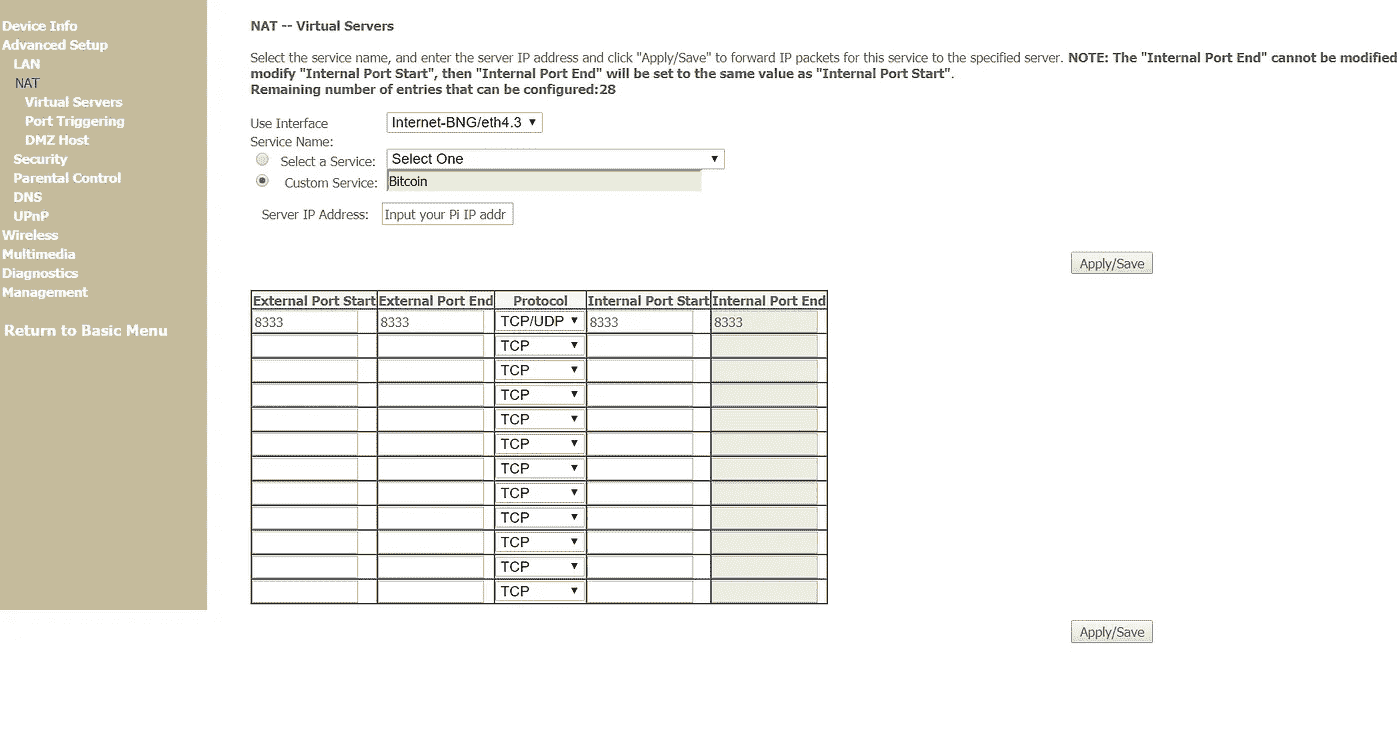 Device Info
Advanced Setup
LAN
NAT
Virtual Servers
Port Triggering
DMZ Host
Security
Parental Control
DNS
UPnP
Wireless
Multimedia
Diagnostics
Management
Return to Basic Menu
NAT -- Virtual Servers
Select the service name, and enter the server IP address and click "Apply/Save" to forward IP packets for this service to the specified server. NOTE: The "Internal Port End" cannot be modified
modify "Internal Port Start", then "Internal Port End" will be set to the same value as "Internal Port Start".
Remaining number of entries that can be configured:28
Use Interface Internet-BNG/eth4.3
Service Name:
Select a Service: Select One
Custom Service: Bitcoin
Server IP Address: Input your Pi IP addr
Apply/Save
External Port Start External Port End Protocol Internal Port Start Internal Port End
8333 8333 TCP/UDP 8333 8333
TCP
TCP
TCP
TCP
TCP
TCP
TCP
TCP
TCP
TCP
TCP
Apply/Save